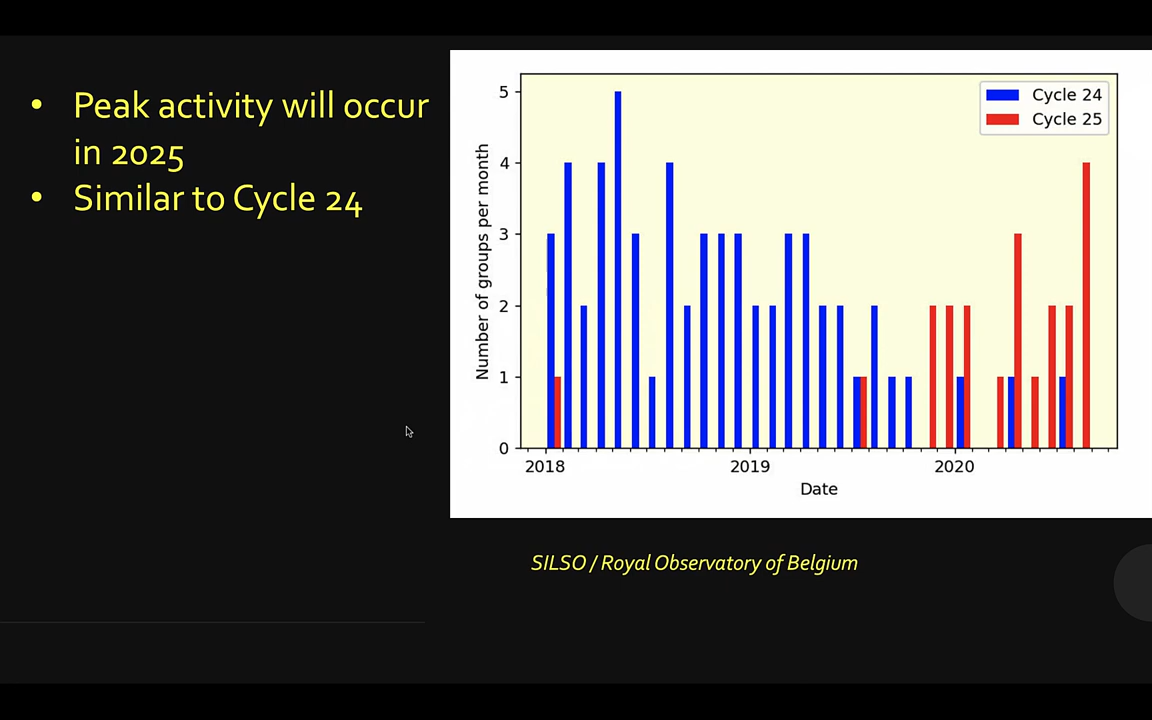 • Peak activity will occur
in 2025
• Similar to Cycle 24
Cycle 24
Cycle 25
Number of groups per month
5
4
3
2
1
0
2018
2019
2020
Date
SILSO / Royal Observatory of Belgium